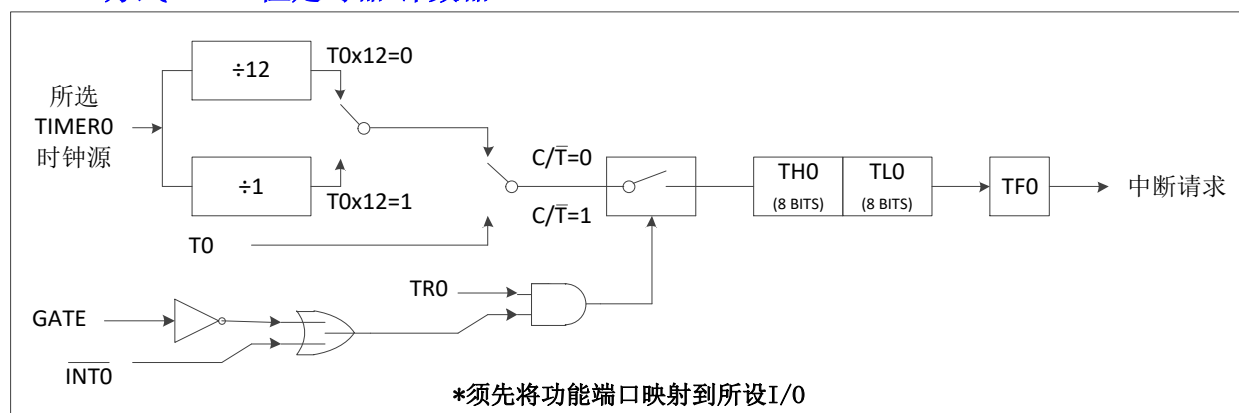 ÷12
T0x12=0
所选
TIMER0
时钟源
÷1
T0x12=1
T0
C/T̅=0
C/T̅=1
TH0
(8 BITS)
TL0
(8 BITS)
TF0
中断请求
TR0
GATE
I̅N̅T̅0̅
*须先将功能端口映射到所设I/O